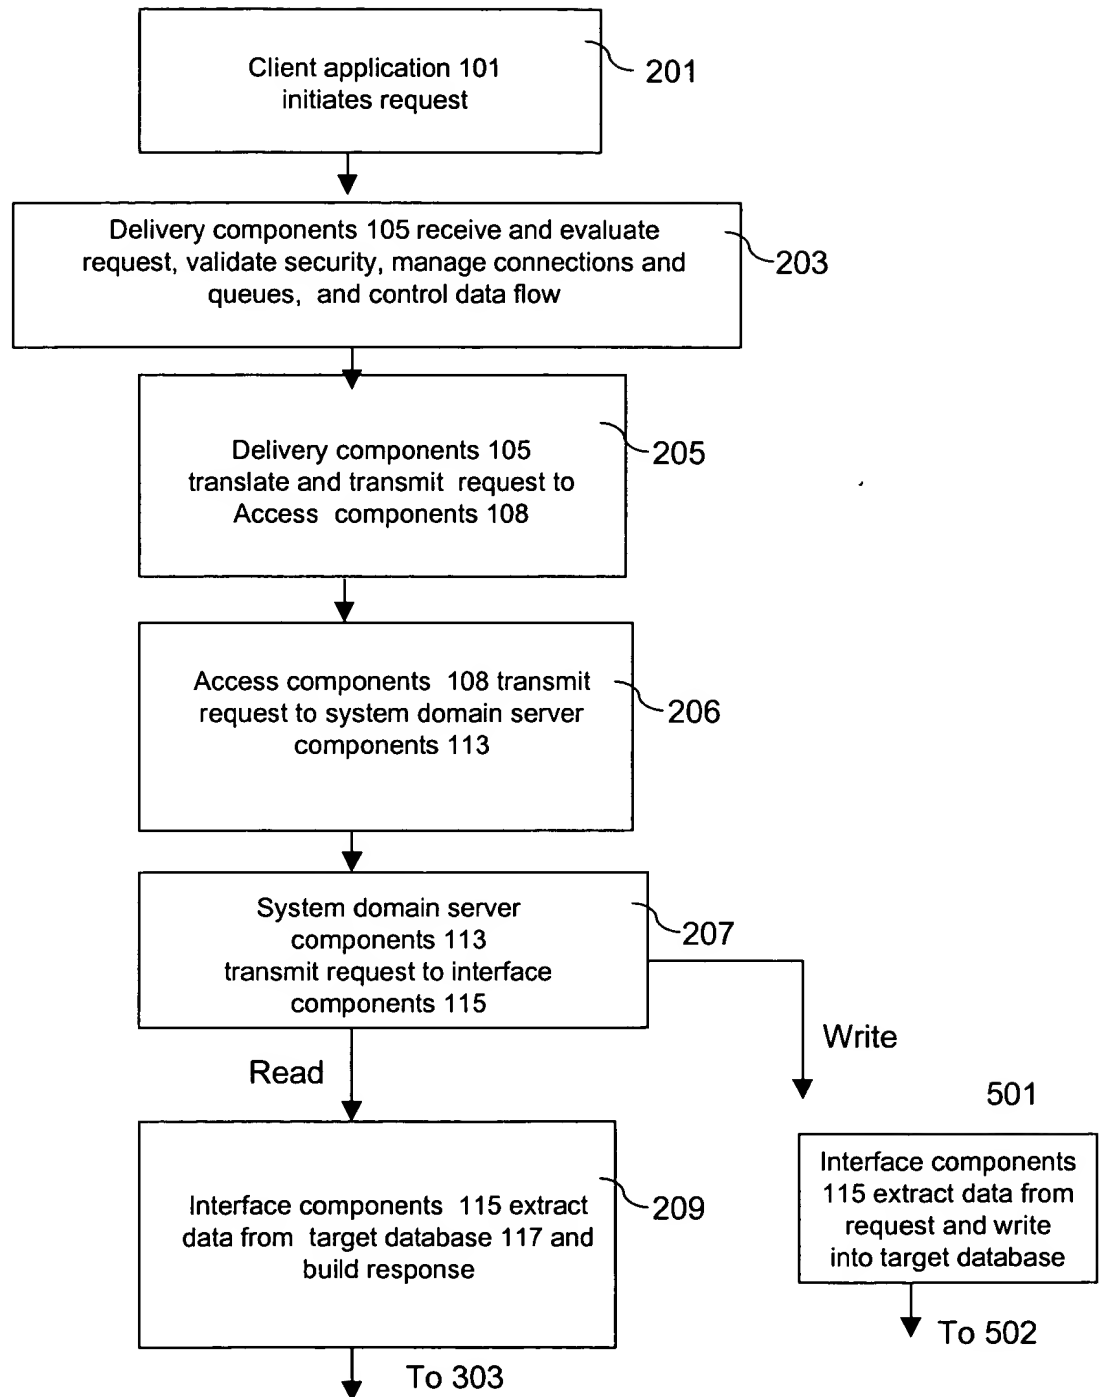 Client application 101
initiates request
201
Delivery components 105 receive and evaluate
request, validate security, manage connections and
queues, and control data flow
203
Delivery components 105
translate and transmit request to
Access components 108
205
Access components 108 transmit
request to system domain server
components 113
206
System domain server
components 113
transmit request to interface
components 115
207
Read
Write
501
Interface components 115 extract
data from target database 117 and
build response
209
Interface components
115 extract data from
request and write
into target database
To 502
To 303